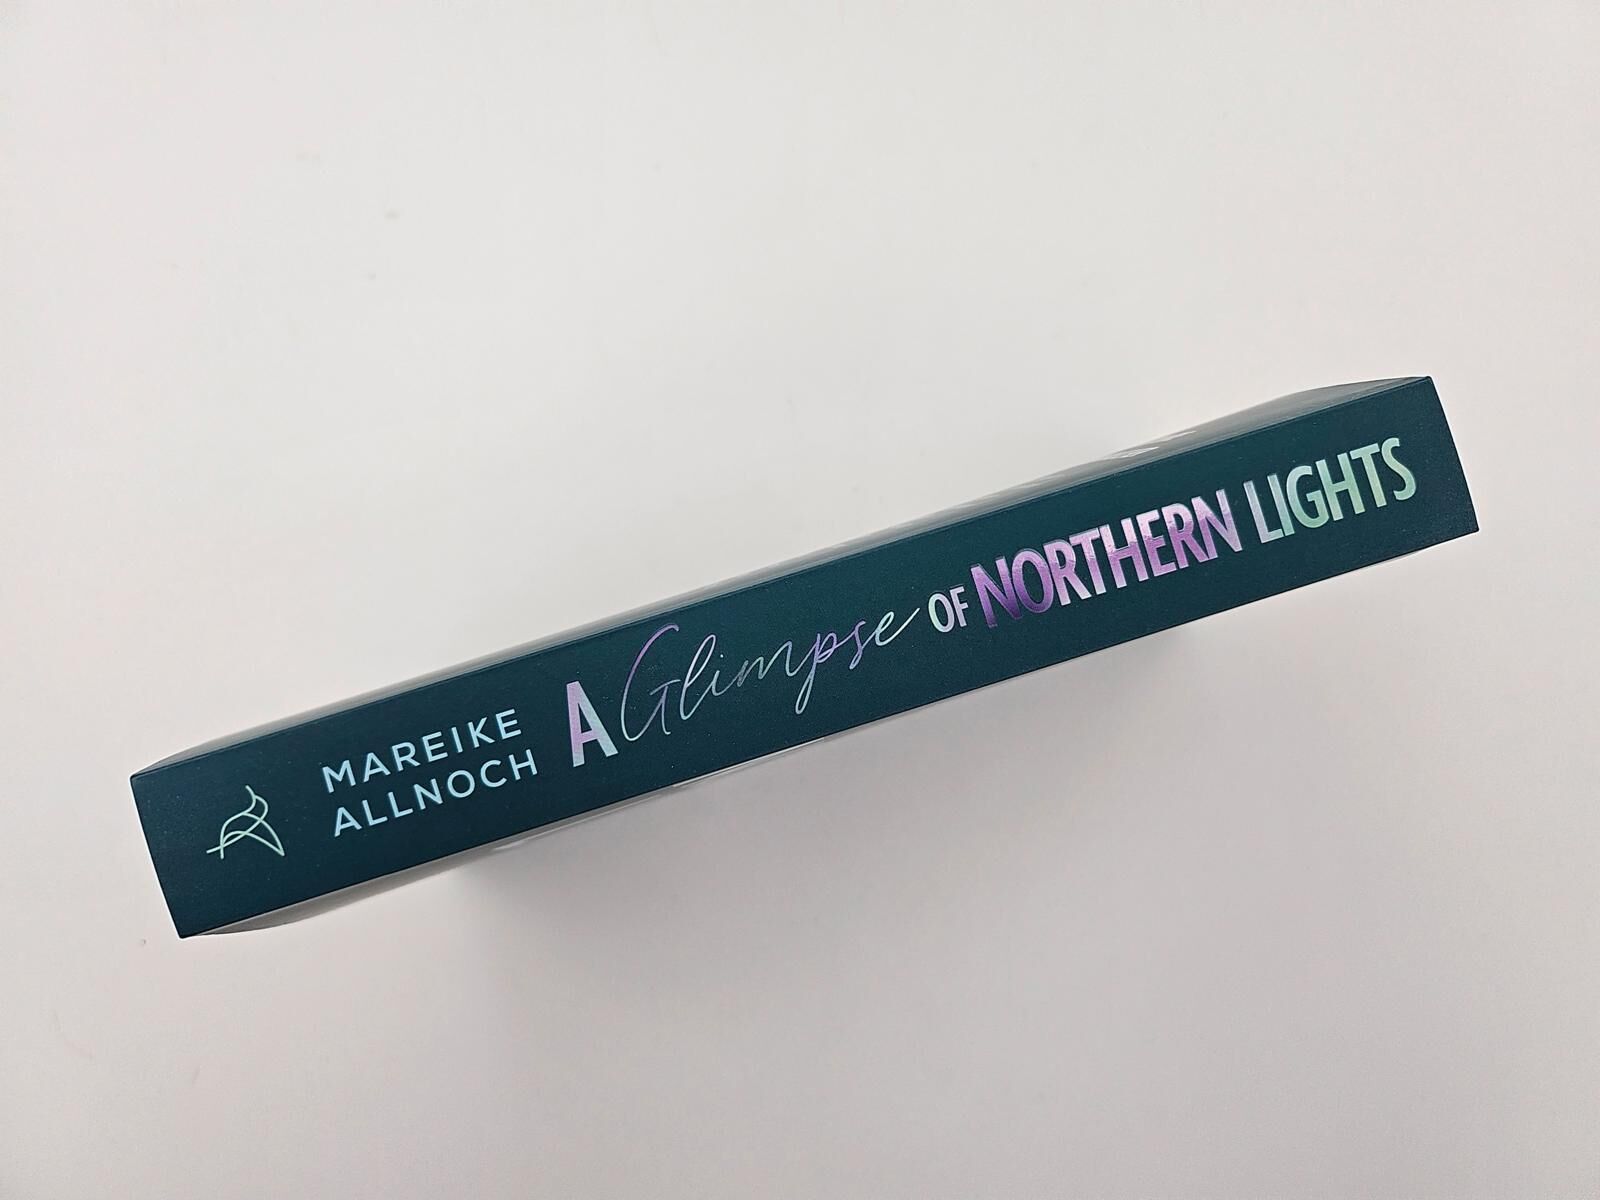 MAREIKE
ALLNOCH
A Glimpse OF NORTHERN LIGHTS